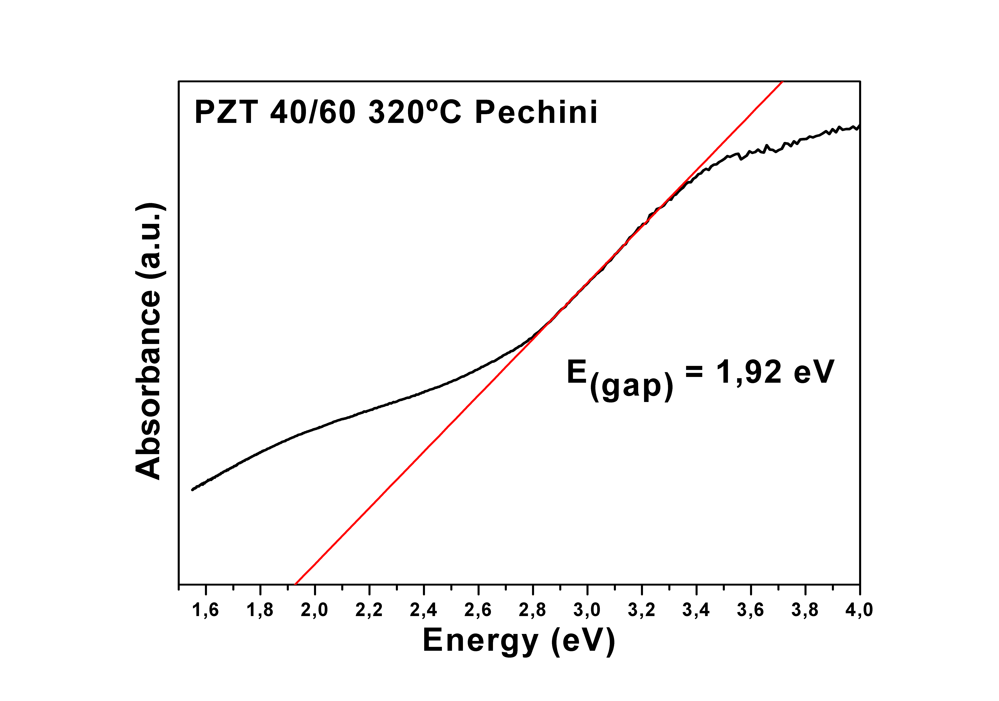 PZT 40/60 320ºC Pechini
Absorbance (a.u.)
E(gap) = 1,92 eV
1,6 1,8 2,0 2,2 2,4 2,6 2,8 3,0 3,2 3,4 3,6 3,8 4,0
Energy (eV)